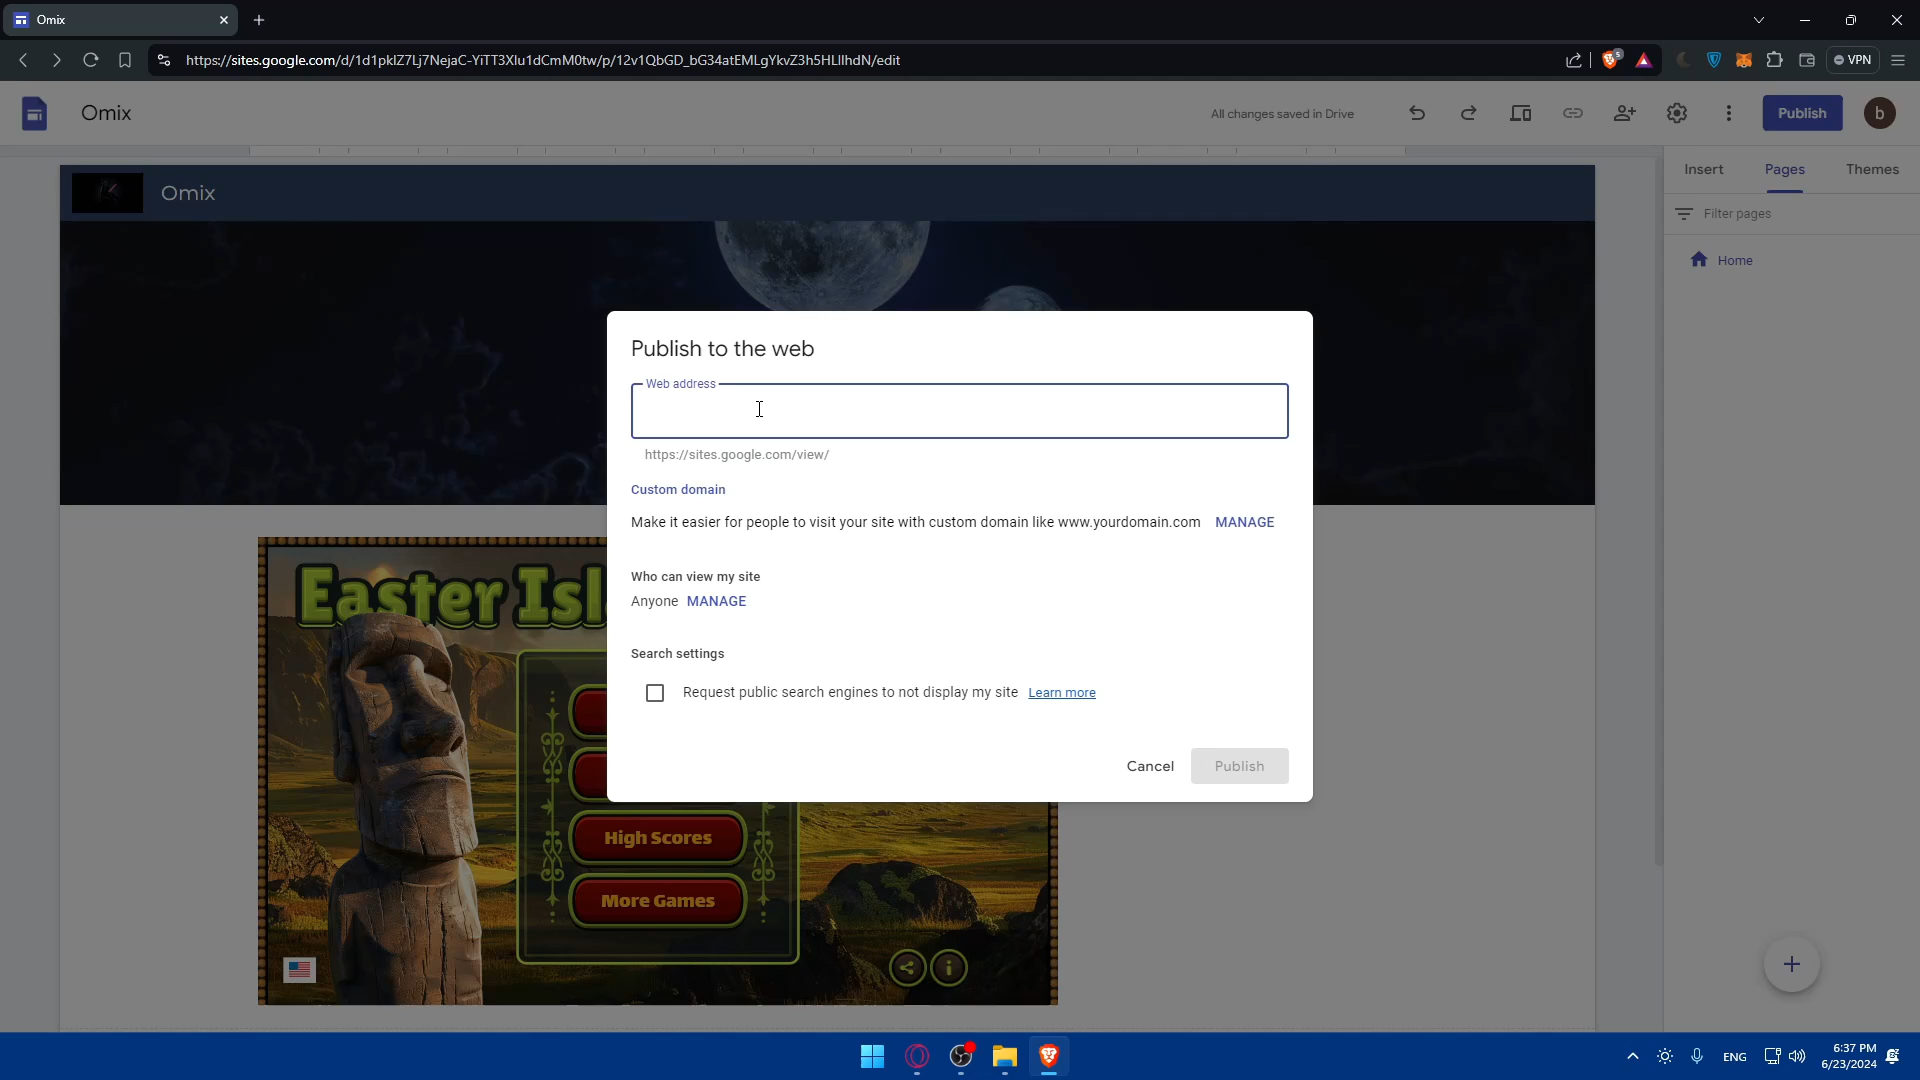 Omix
https://sites.google.com/d/1d1pklZ7Lj7NejaC-YiTT3Xlu1dCmM0tw/p/12v1QbGD_bG34atEMLgYkvZ3h5HLlIhdN/edit
5
VPN
Omix
All changes saved in Drive
Publish
b
Insert
Pages
Themes
Omix
Filter pages
Home
Publish to the web
Web address
https://sites.google.com/view/
Custom domain
Make it easier for people to visit your site with custom domain like www.yourdomain.com MANAGE
Who can view my site
Anyone MANAGE
Search settings
Request public search engines to not display my site Learn more
Cancel
Publish
Easter Isl
High Scores
More Games
ENG
6:37 PM
6/23/2024